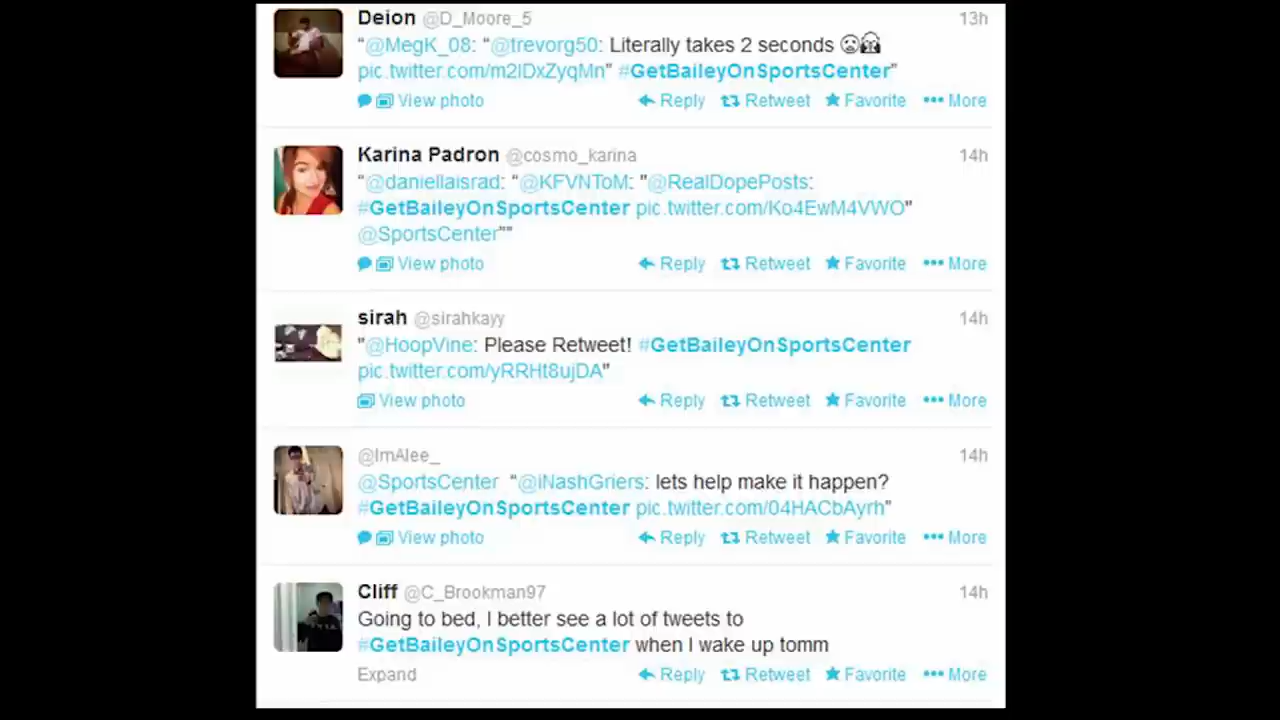 Deion @D_Moore_5 13h
"@MegK_08: "@trevorg50: Literally takes 2 seconds 😦🙏
pic.twitter.com/m2lDxZyqMn" #GetBaileyOnSportsCenter"
View photo Reply Retweet Favorite More
Karina Padron @cosmo_karina 14h
"@daniellaisrad: "@KFVNToM: "@RealDopePosts:
#GetBaileyOnSportsCenter pic.twitter.com/Ko4EwM4VWO"
@SportsCenter""
View photo Reply Retweet Favorite More
sirah @sirahkayy 14h
"@HoopVine: Please Retweet! #GetBaileyOnSportsCenter
pic.twitter.com/yRRHt8ujDA"
View photo Reply Retweet Favorite More
@ImAlee_ 14h
@SportsCenter "@iNashGriers: lets help make it happen?
#GetBaileyOnSportsCenter pic.twitter.com/04HACbAyrh"
View photo Reply Retweet Favorite More
Cliff @C_Brookman97 14h
Going to bed, I better see a lot of tweets to
#GetBaileyOnSportsCenter when I wake up tomm
Expand Reply Retweet Favorite More